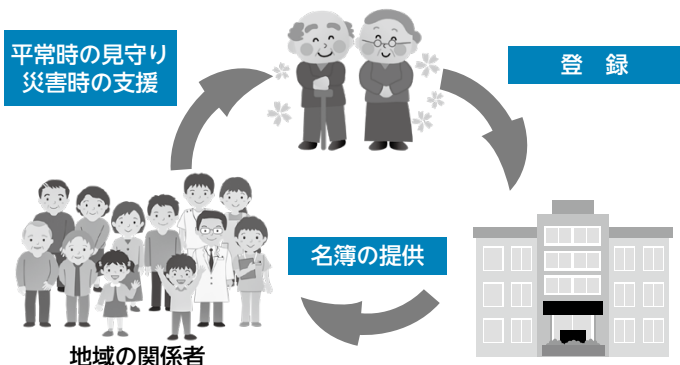 平常時の見守り
災害時の支援
登　録
名簿の提供
地域の関係者